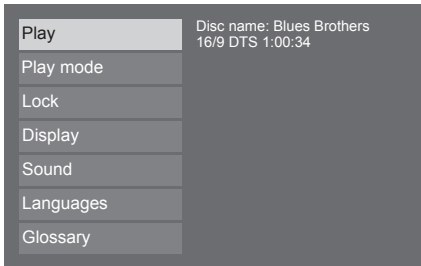 Play
Play mode
Lock
Display
Sound
Languages
Glossary
Disc name: Blues Brothers
16/9 DTS 1:00:34